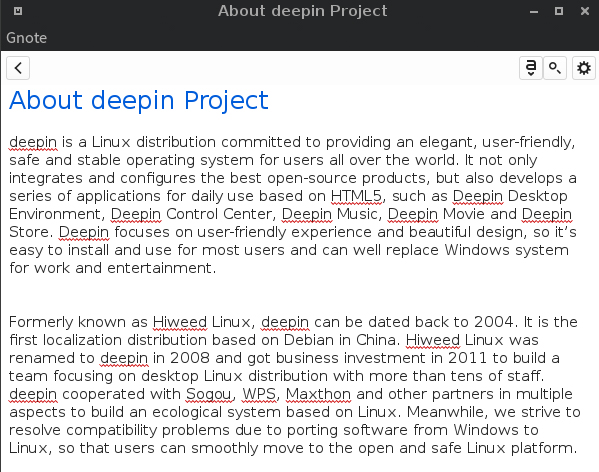 About deepin Project
Gnote
a
About deepin Project
deepin is a Linux distribution committed to providing an elegant, user-friendly,
safe and stable operating system for users all over the world. It not only
integrates and configures the best open-source products, but also develops a
series of applications for daily use based on HTML5, such as Deepin Desktop
Environment, Deepin Control Center, Deepin Music, Deepin Movie and Deepin
Store. Deepin focuses on user-friendly experience and beautiful design, so it’s
easy to install and use for most users and can well replace Windows system
for work and entertainment.
Formerly known as Hiweed Linux, deepin can be dated back to 2004. It is the
first localization distribution based on Debian in China. Hiweed Linux was
renamed to deepin in 2008 and got business investment in 2011 to build a
team focusing on desktop Linux distribution with more than tens of staff.
deepin cooperated with Sogou, WPS, Maxthon and other partners in multiple
aspects to build an ecological system based on Linux. Meanwhile, we strive to
resolve compatibility problems due to porting software from Windows to
Linux, so that users can smoothly move to the open and safe Linux platform.